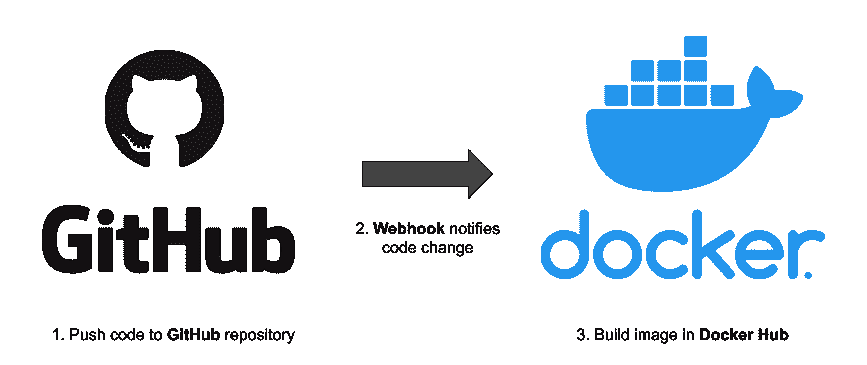 GitHub
2. Webhook notifies
code change
docker
1. Push code to GitHub repository
3. Build image in Docker Hub